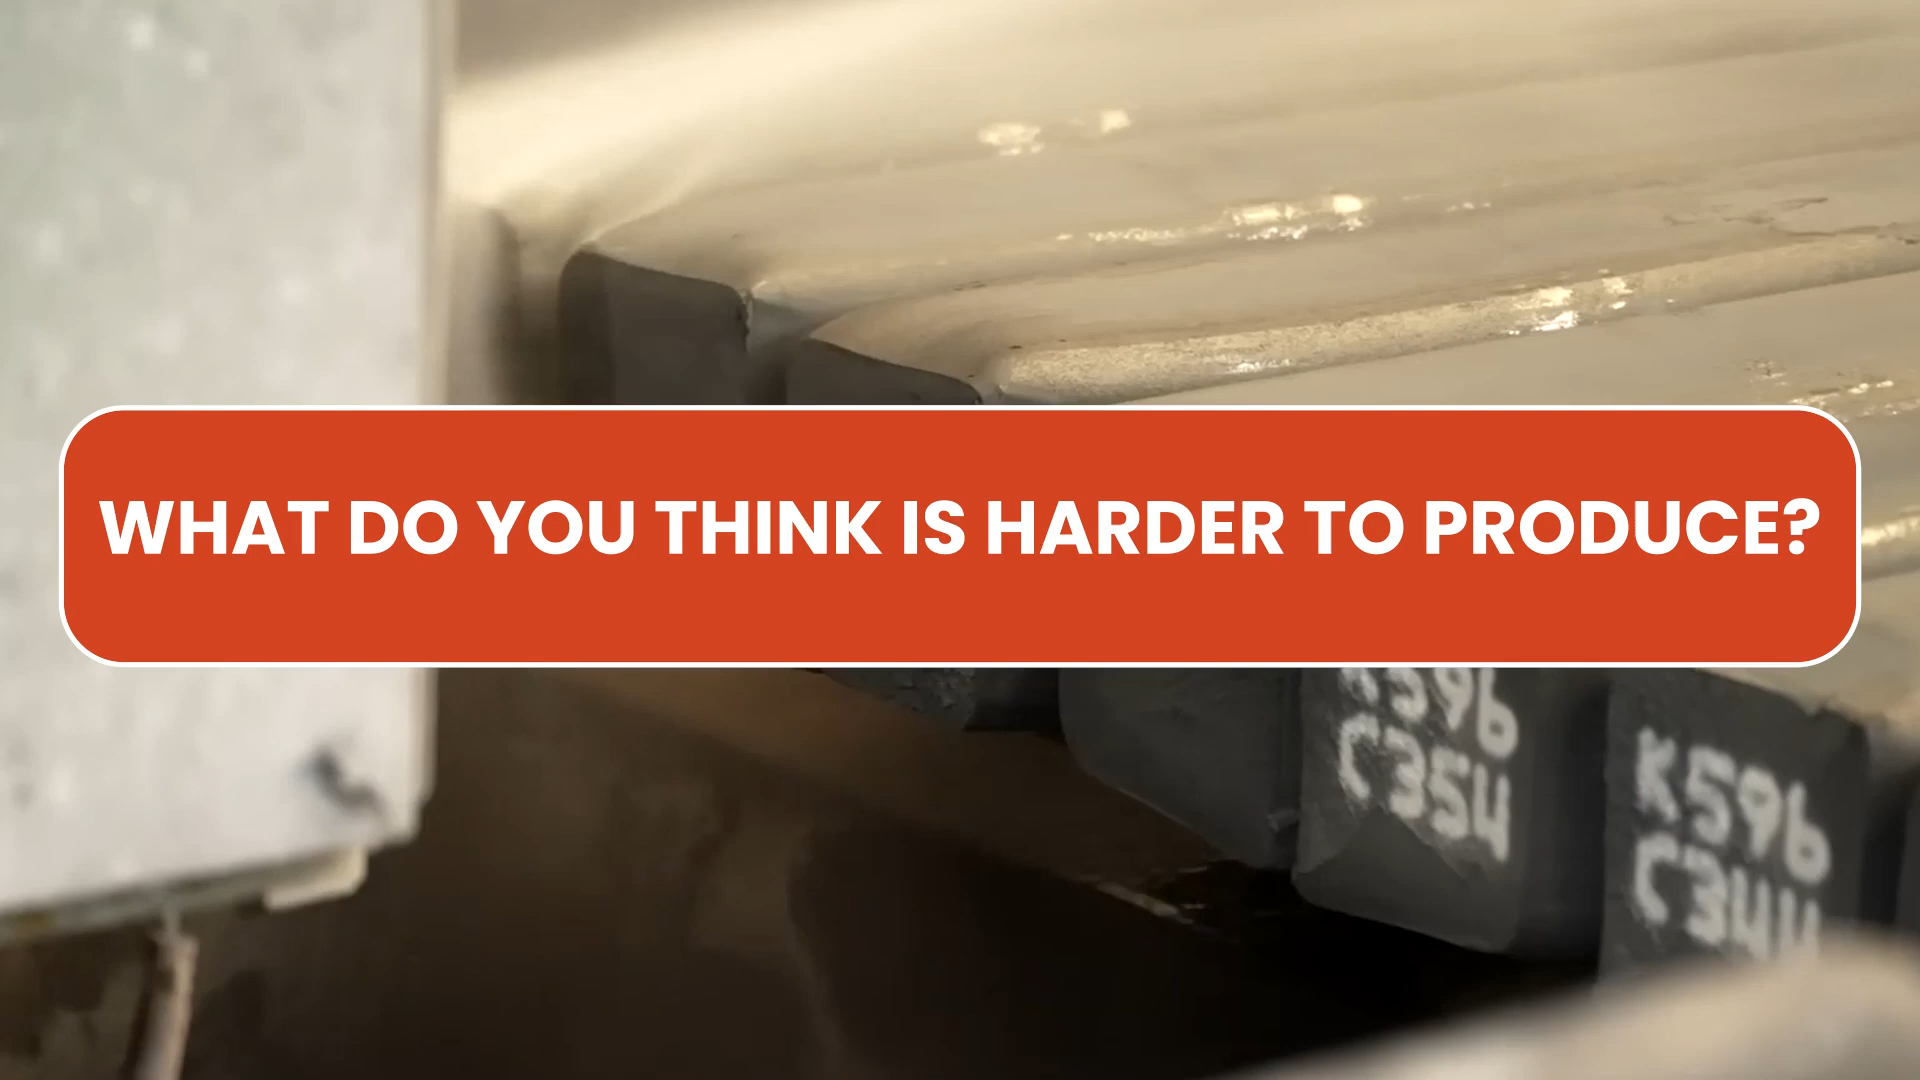 WHAT DO YOU THINK IS HARDER TO PRODUCE?
K596
C354
K596
C344